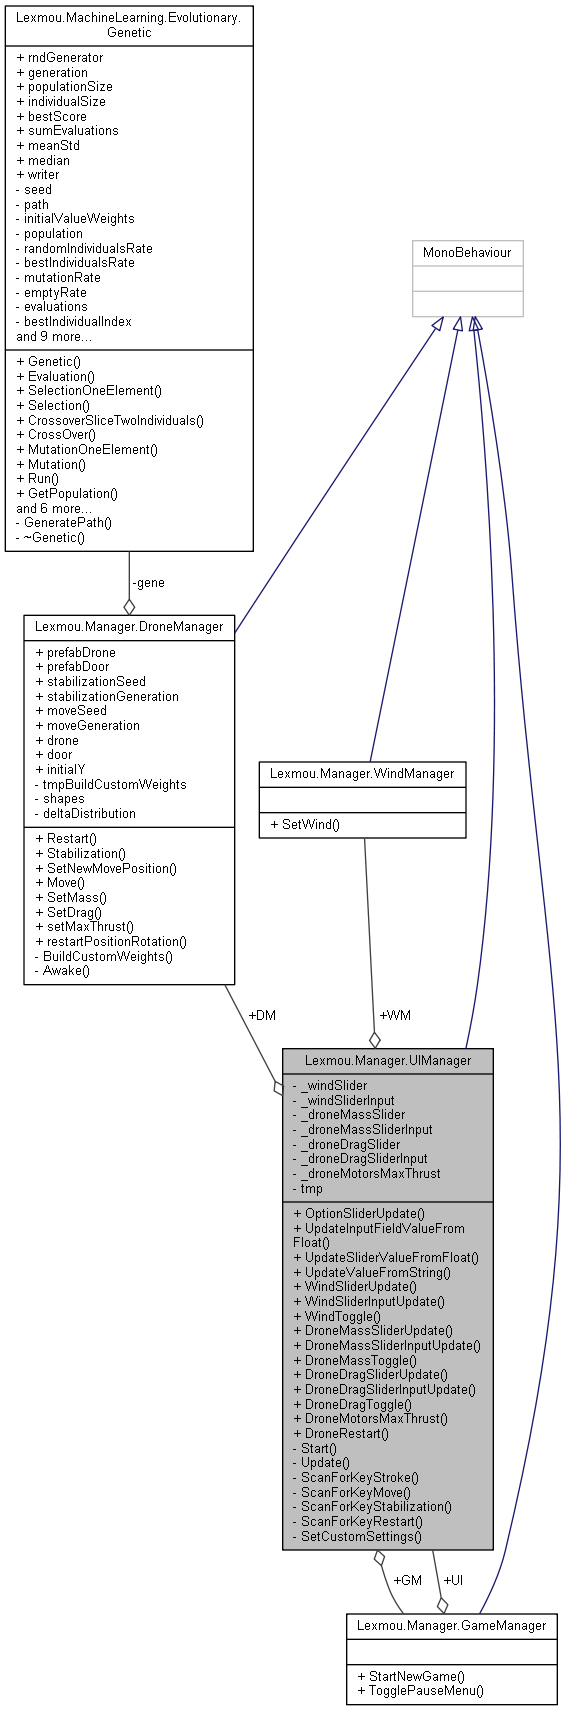 Lexmou.MachineLearning.Evolutionary.
Genetic
+ rndGenerator
+ generation
+ populationSize
+ individualSize
+ bestScore
+ sumEvaluations
+ meanStd
+ median
+ writer
- seed
- path
- initialValueWeights
- population
- randomIndividualsRate
- bestIndividualsRate
- mutationRate
- emptyRate
- evaluations
- bestIndividualIndex
and 9 more...
+ Genetic()
+ Evaluation()
+ SelectionOneElement()
+ Selection()
+ CrossoverSliceTwoIndividuals()
+ CrossOver()
+ MutationOneElement()
+ Mutation()
+ Run()
+ GetPopulation()
and 6 more...
- GeneratePath()
- ~Genetic()
MonoBehaviour
-gene
Lexmou.Manager.DroneManager
+ prefabDrone
+ prefabDoor
+ stabilizationSeed
+ stabilizationGeneration
+ moveSeed
+ moveGeneration
+ drone
+ door
+ initialY
- tmpBuildCustomWeights
- shapes
- deltaDistribution
+ Restart()
+ Stabilization()
+ SetNewMovePosition()
+ Move()
+ SetMass()
+ SetDrag()
+ setMaxThrust()
+ restartPositionRotation()
- BuildCustomWeights()
- Awake()
Lexmou.Manager.WindManager
+ SetWind()
+DM
+WM
Lexmou.Manager.UIManager
- _windSlider
- _windSliderInput
- _droneMassSlider
- _droneMassSliderInput
- _droneDragSlider
- _droneDragSliderInput
- _droneMotorsMaxThrust
- tmp
+ OptionSliderUpdate()
+ UpdateInputFieldValueFrom
Float()
+ UpdateSliderValueFromFloat()
+ UpdateValueFromString()
+ WindSliderUpdate()
+ WindSliderInputUpdate()
+ WindToggle()
+ DroneMassSliderUpdate()
+ DroneMassSliderInputUpdate()
+ DroneMassToggle()
+ DroneDragSliderUpdate()
+ DroneDragSliderInputUpdate()
+ DroneDragToggle()
+ DroneMotorsMaxThrust()
+ DroneRestart()
- Start()
- Update()
- ScanForKeyStroke()
- ScanForKeyMove()
- ScanForKeyStabilization()
- ScanForKeyRestart()
- SetCustomSettings()
+GM
+UI
Lexmou.Manager.GameManager
+ StartNewGame()
+ TogglePauseMenu()